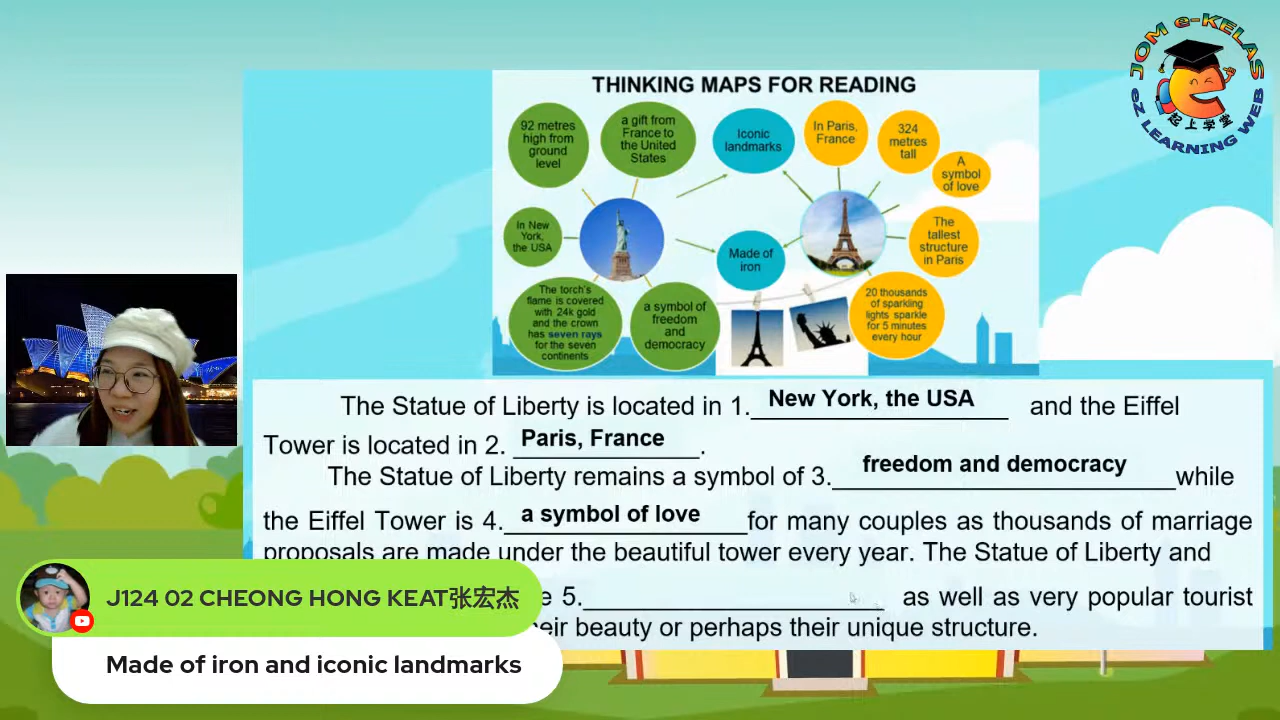 JOM e-KELAS
起上学堂
eZ LEARNING WEB
THINKING MAPS FOR READING
92 metres
high from
ground
level
a gift from
France to
the United
States
Iconic
landmarks
In Paris,
France
324
metres
tall
A
symbol
of love
In New
York,
the USA
Made of
iron
The
tallest
structure
in Paris
The torch's
flame is covered
with 24k gold
and the crown
has seven rays
for the seven
continents
a symbol of
freedom
and
democracy
20 thousands
of sparkling
lights sparkle
for 5 minutes
every hour
The Statue of Liberty is located in 1. New York, the USA and the Eiffel
Tower is located in 2. Paris, France.
The Statue of Liberty remains a symbol of 3. freedom and democracy while
the Eiffel Tower is 4. a symbol of love for many couples as thousands of marriage
proposals are made under the beautiful tower every year. The Statue of Liberty and
e 5.____________________ as well as very popular tourist
eir beauty or perhaps their unique structure.
J124 02 CHEONG HONG KEAT张宏杰
Made of iron and iconic landmarks